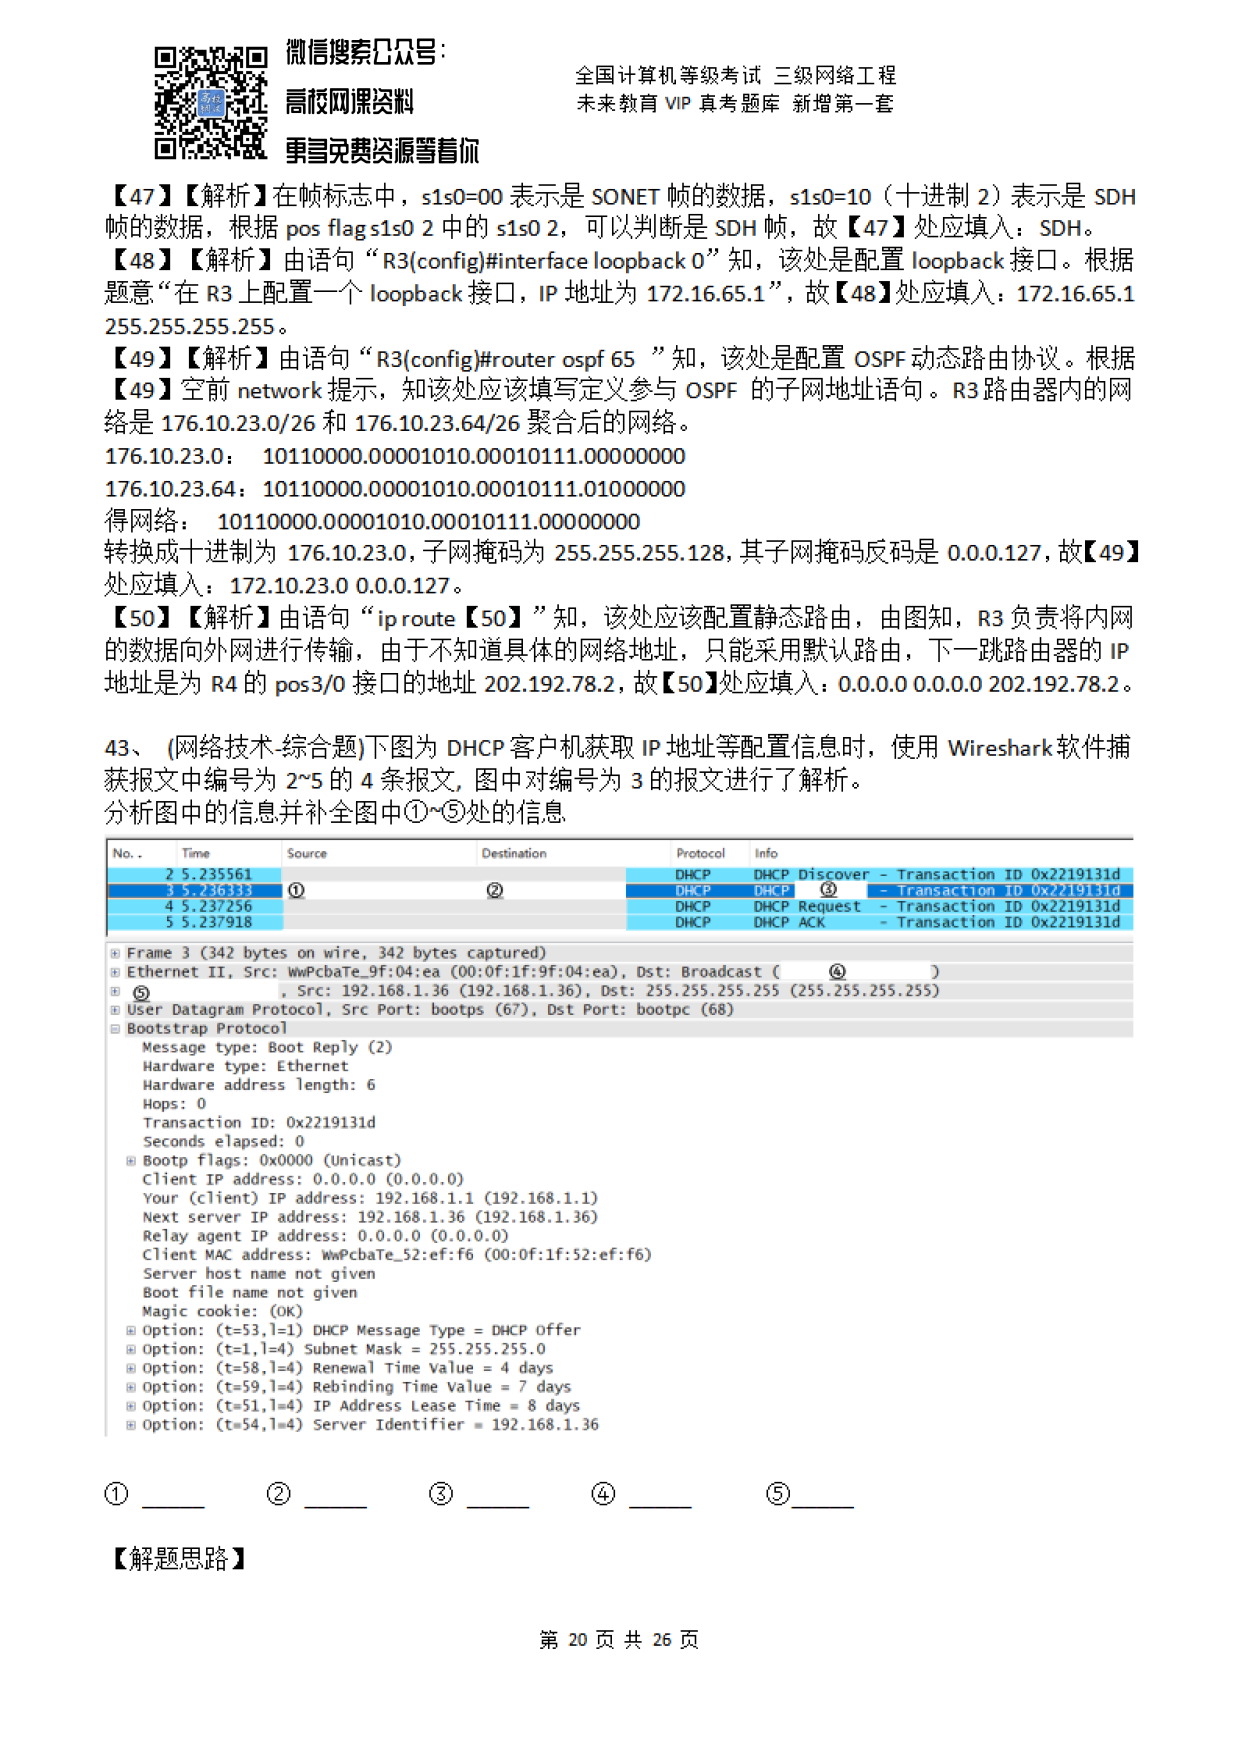 微信搜索公众号:
高校网课资料
更多免费资源等着你
全国计算机等级考试 三级网络工程
未来教育 VIP 真考题库 新增第一套
【47】【解析】在帧标志中，s1s0=00 表示是 SONET 帧的数据，s1s0=10（十进制 2）表示是 SDH
帧的数据，根据 pos flag s1s0 2 中的 s1s0 2，可以判断是 SDH 帧，故【47】处应填入：SDH。
【48】【解析】由语句“R3(config)#interface loopback 0”知，该处是配置 loopback 接口。根据
题意“在 R3 上配置一个 loopback 接口，IP 地址为 172.16.65.1”，故【48】处应填入：172.16.65.1
255.255.255.255。
【49】【解析】由语句“R3(config)#router ospf 65 ”知，该处是配置 OSPF 动态路由协议。根据
【49】空前 network 提示，知该处应该填写定义参与 OSPF 的子网地址语句。R3 路由器内的网
络是 176.10.23.0/26 和 176.10.23.64/26 聚合后的网络。
176.10.23.0： 10110000.00001010.00010111.00000000
176.10.23.64：10110000.00001010.00010111.01000000
得网络： 10110000.00001010.00010111.00000000
转换成十进制为 176.10.23.0，子网掩码为 255.255.255.128，其子网掩码反码是 0.0.0.127，故【49】
处应填入：172.10.23.0 0.0.0.127。
【50】【解析】由语句“ip route【50】”知，该处应该配置静态路由，由图知，R3 负责将内网
的数据向外网进行传输，由于不知道具体的网络地址，只能采用默认路由，下一跳路由器的 IP
地址是为 R4 的 pos3/0 接口的地址 202.192.78.2，故【50】处应填入：0.0.0.0 0.0.0.0 202.192.78.2。
43、 (网络技术-综合题)下图为 DHCP 客户机获取 IP 地址等配置信息时，使用 Wireshark 软件捕
获报文中编号为 2~5 的 4 条报文, 图中对编号为 3 的报文进行了解析。
分析图中的信息并补全图中①~⑤处的信息
No. . Time Source Destination Protocol Info
2 5.235561 DHCP DHCP Discover - Transaction ID 0x2219131d
3 5.236333 ① ② DHCP DHCP ③ - Transaction ID 0x2219131d
4 5.237256 DHCP DHCP Request - Transaction ID 0x2219131d
5 5.237918 DHCP DHCP ACK - Transaction ID 0x2219131d
Frame 3 (342 bytes on wire, 342 bytes captured)
Ethernet II, Src: WwPcbaTe_9f:04:ea (00:0f:1f:9f:04:ea), Dst: Broadcast ( ④ )
⑤ , Src: 192.168.1.36 (192.168.1.36), Dst: 255.255.255.255 (255.255.255.255)
User Datagram Protocol, Src Port: bootps (67), Dst Port: bootpc (68)
Bootstrap Protocol
Message type: Boot Reply (2)
Hardware type: Ethernet
Hardware address length: 6
Hops: 0
Transaction ID: 0x2219131d
Seconds elapsed: 0
Bootp flags: 0x0000 (Unicast)
Client IP address: 0.0.0.0 (0.0.0.0)
Your (client) IP address: 192.168.1.1 (192.168.1.1)
Next server IP address: 192.168.1.36 (192.168.1.36)
Relay agent IP address: 0.0.0.0 (0.0.0.0)
Client MAC address: WwPcbaTe_52:ef:f6 (00:0f:1f:52:ef:f6)
Server host name not given
Boot file name not given
Magic cookie: (OK)
Option: (t=53,l=1) DHCP Message Type = DHCP Offer
Option: (t=1,l=4) Subnet Mask = 255.255.255.0
Option: (t=58,l=4) Renewal Time Value = 4 days
Option: (t=59,l=4) Rebinding Time Value = 7 days
Option: (t=51,l=4) IP Address Lease Time = 8 days
Option: (t=54,l=4) Server Identifier = 192.168.1.36
① _____ ② _____ ③ _____ ④ _____ ⑤_____
【解题思路】
第 20 页 共 26 页